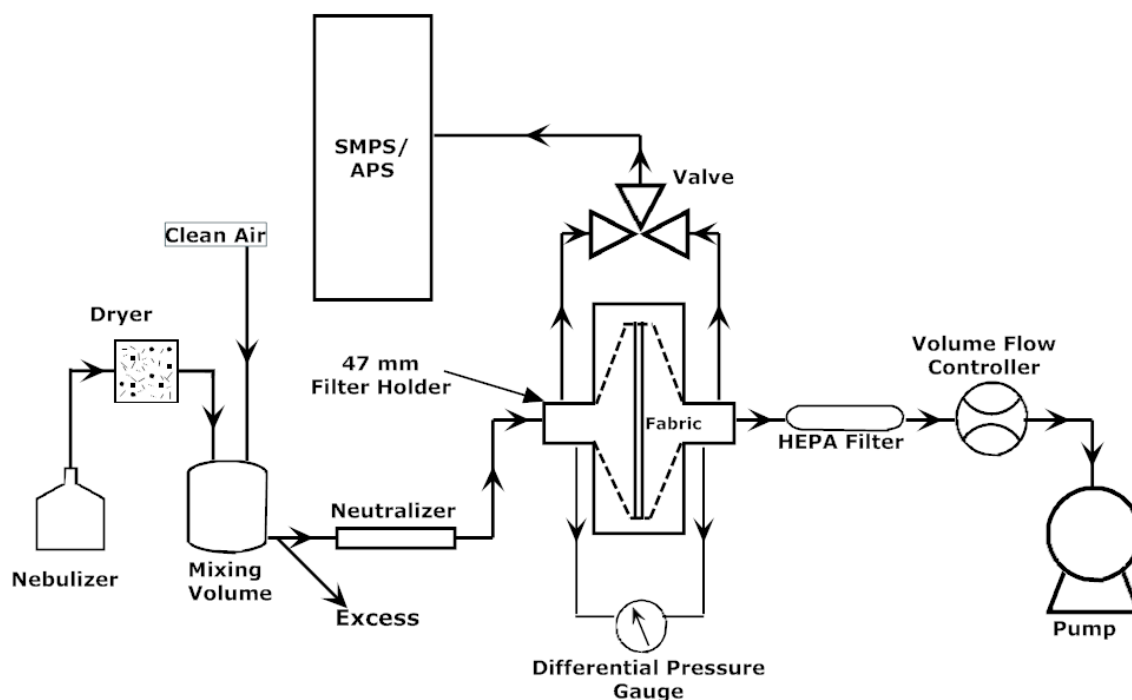 SMPS/
APS
Valve
Clean Air
Dryer
47 mm
Filter Holder
Volume Flow
Controller
Fabric
HEPA Filter
Neutralizer
Nebulizer
Mixing
Volume
Excess
Pump
Differential Pressure
Gauge